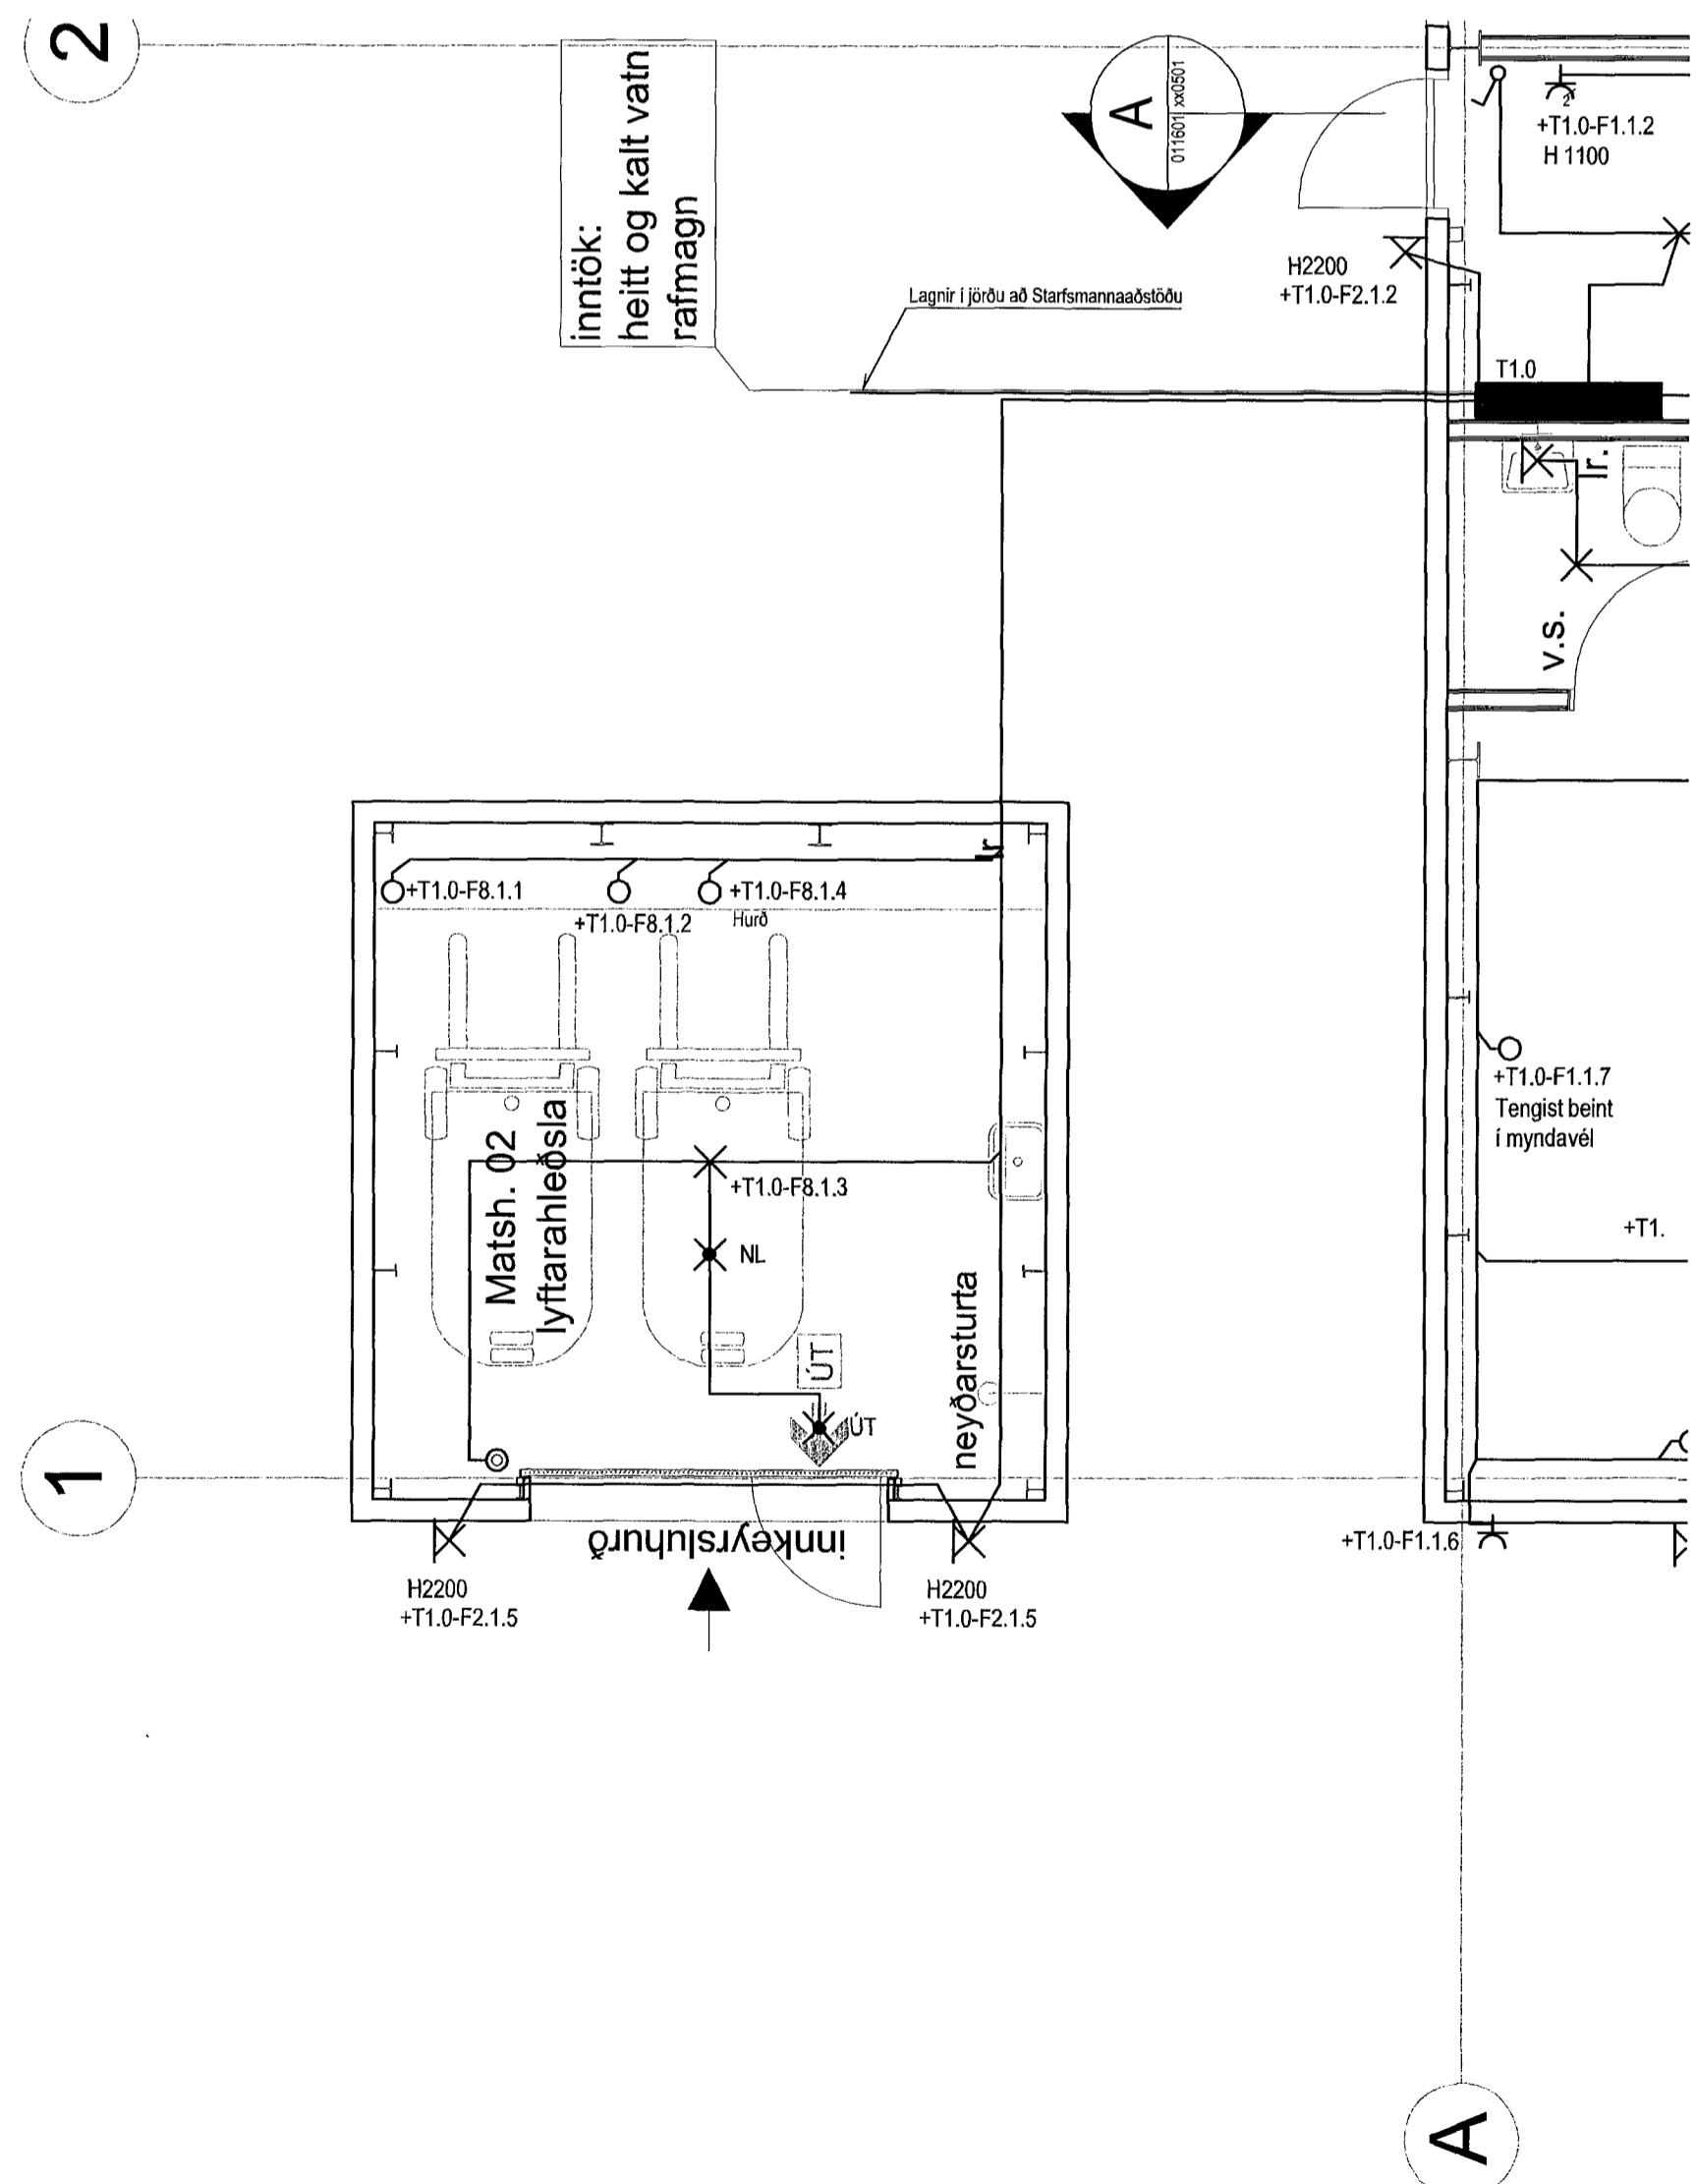 2
inntök:
heitt og kalt vatn
rafmagn
A
011601
xx0501
2
+T1.0-F1.1.2
H 1100
H2200
+T1.0-F2.1.2
Lagnir í jörðu að Starfsmannaaðstöðu
T1.0
lr.
v.s.
lr
+T1.0-F8.1.1
+T1.0-F8.1.2
+T1.0-F8.1.4
Hurð
Matsh. 02
lyftarahleðsla
+T1.0-F8.1.3
NL
ÚT
ÚT
neyðarsturta
+T1.0-F1.1.7
Tengist beint
í myndavél
+T1.
1
innkeyrsluhurð
H2200
+T1.0-F2.1.5
H2200
+T1.0-F2.1.5
+T1.0-F1.1.6
A